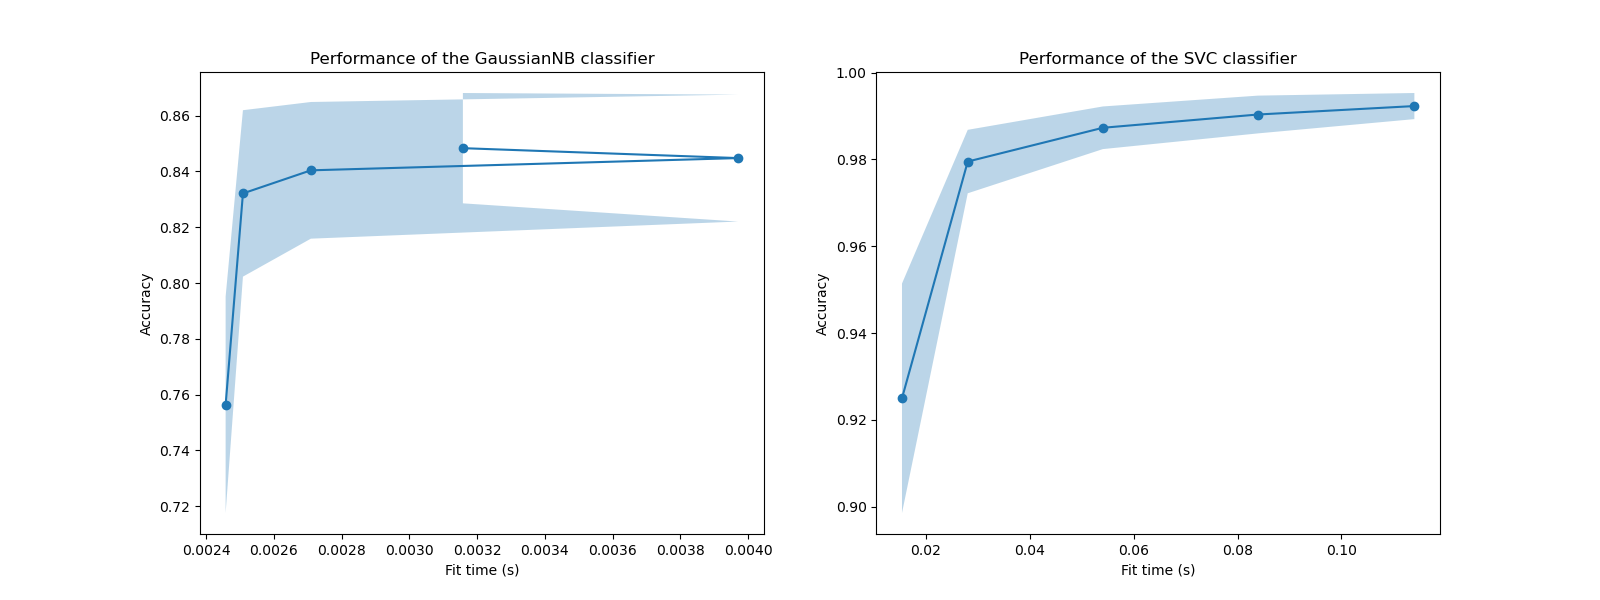 Performance of the GaussianNB classifier
Accuracy
0.86
0.84
0.82
0.80
0.78
0.76
0.74
0.72
0.0024 0.0026 0.0028 0.0030 0.0032 0.0034 0.0036 0.0038 0.0040
Fit time (s)
Performance of the SVC classifier
Accuracy
1.00
0.98
0.96
0.94
0.92
0.90
0.02 0.04 0.06 0.08 0.10
Fit time (s)